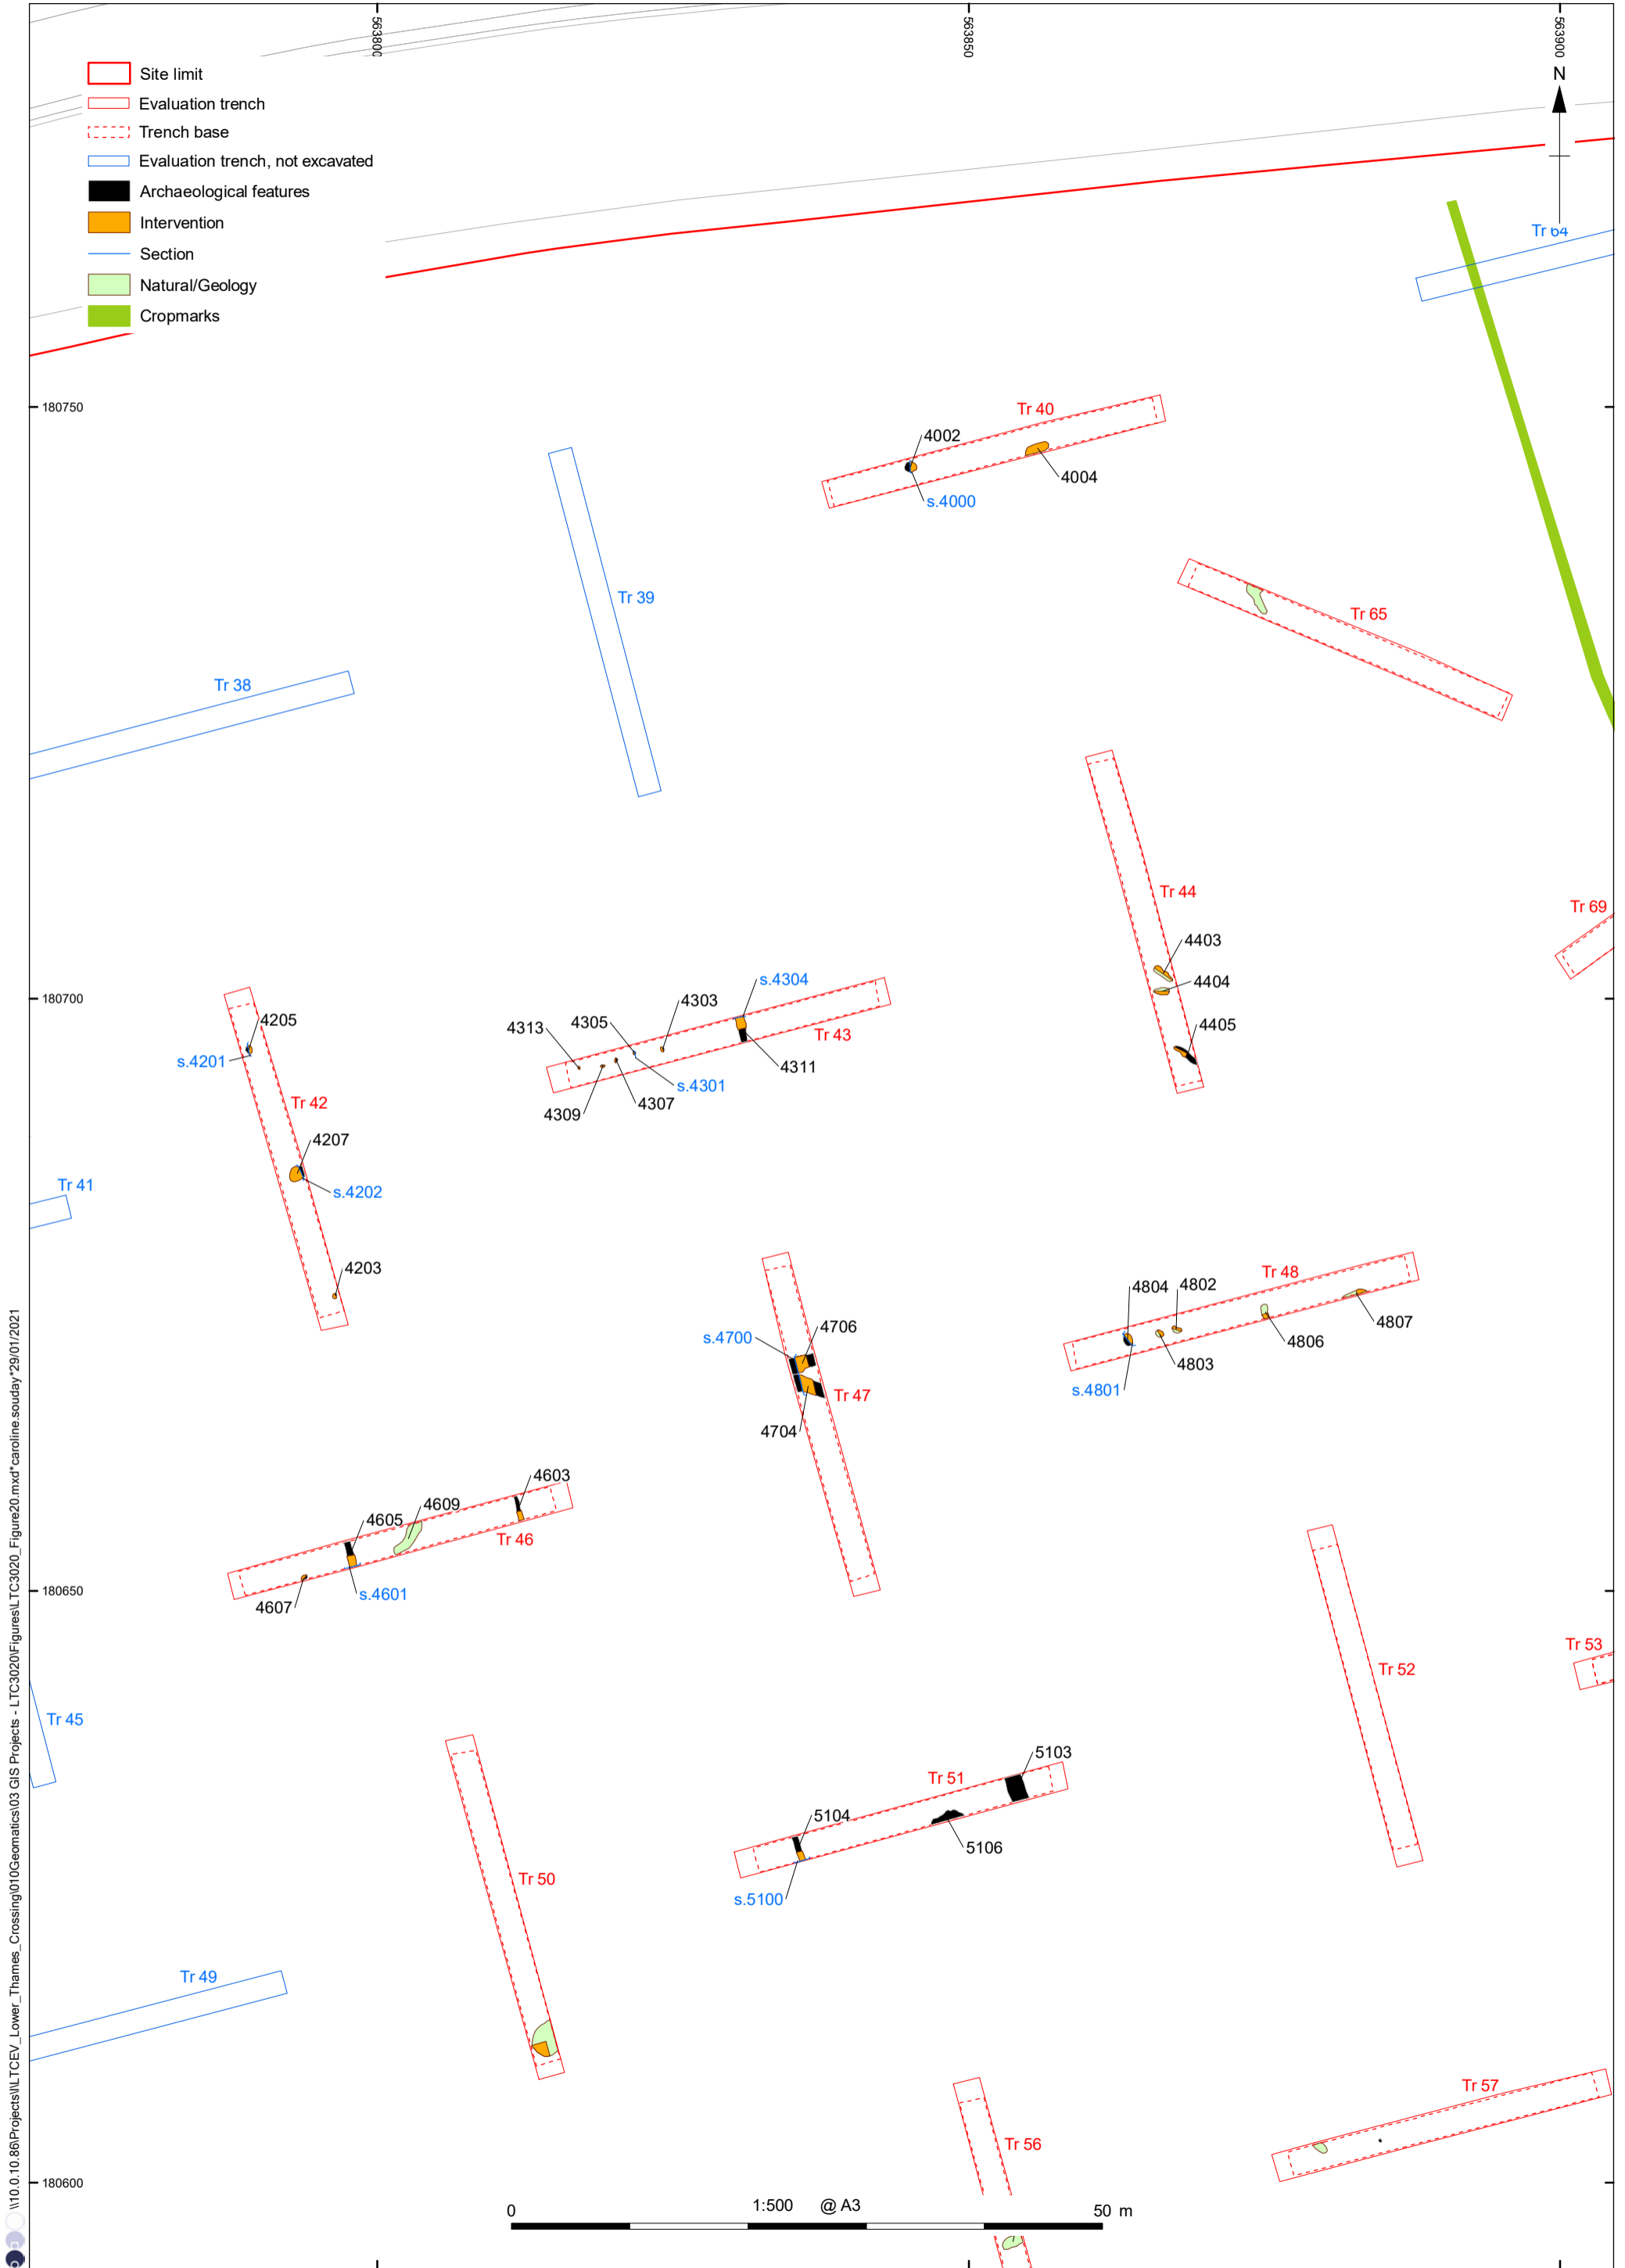 563800
563850
563900
N
Site limit
Evaluation trench
Trench base
Evaluation trench, not excavated
Archaeological features
Intervention
Section
Natural/Geology
Cropmarks
Tr 64
180750
Tr 40
4002
4004
s.4000
Tr 39
Tr 65
Tr 38
Tr 44
4403
4404
4405
Tr 69
180700
s.4304
4303
4305
4313
Tr 43
4311
s.4301
4307
4309
4205
s.4201
Tr 42
4207
s.4202
4203
Tr 41
Tr 48
4804
4802
4807
4806
4803
s.4801
4706
s.4700
Tr 47
4704
4603
4609
4605
Tr 46
s.4601
4607
180650
Tr 52
Tr 53
Tr 45
5103
Tr 51
5104
5106
s.5100
Tr 50
Tr 49
Tr 57
Tr 56
180600
0
1:500 @ A3
50 m
\\10.0.10.86\Projects\l\LTCEV_Lower_Thames_Crossing\010Geomatics\03 GIS Projects - LTC3020\Figures\LTC3020_Figure20.mxd*caroline.souday*29/01/2021